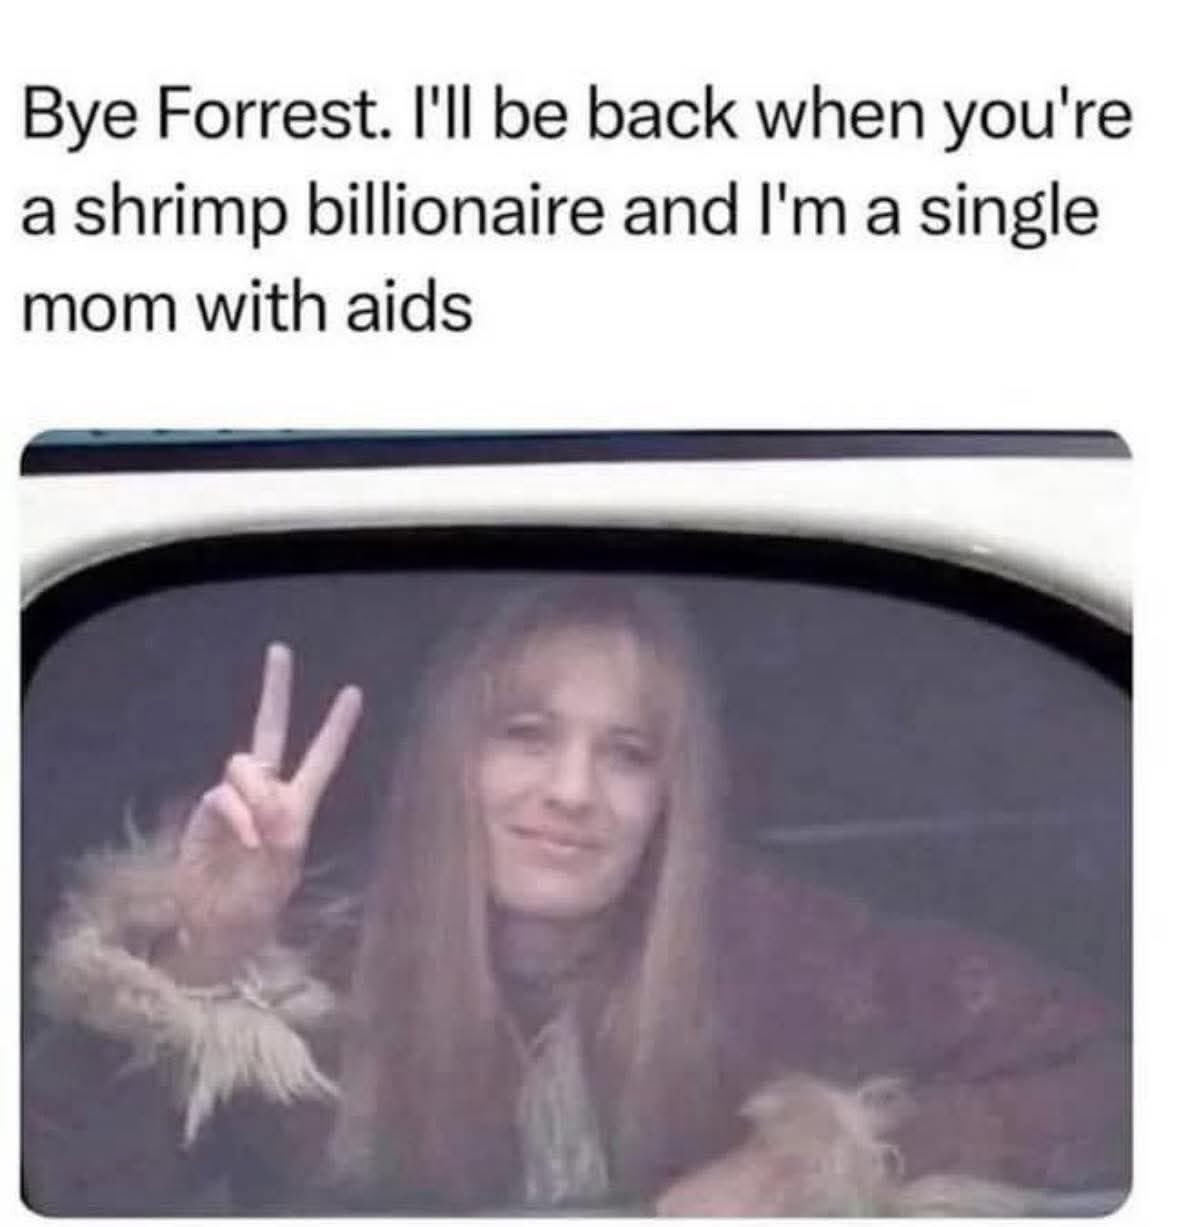 Bye Forrest. I'll be back when you're
a shrimp billionaire and I'm a single
mom with aids